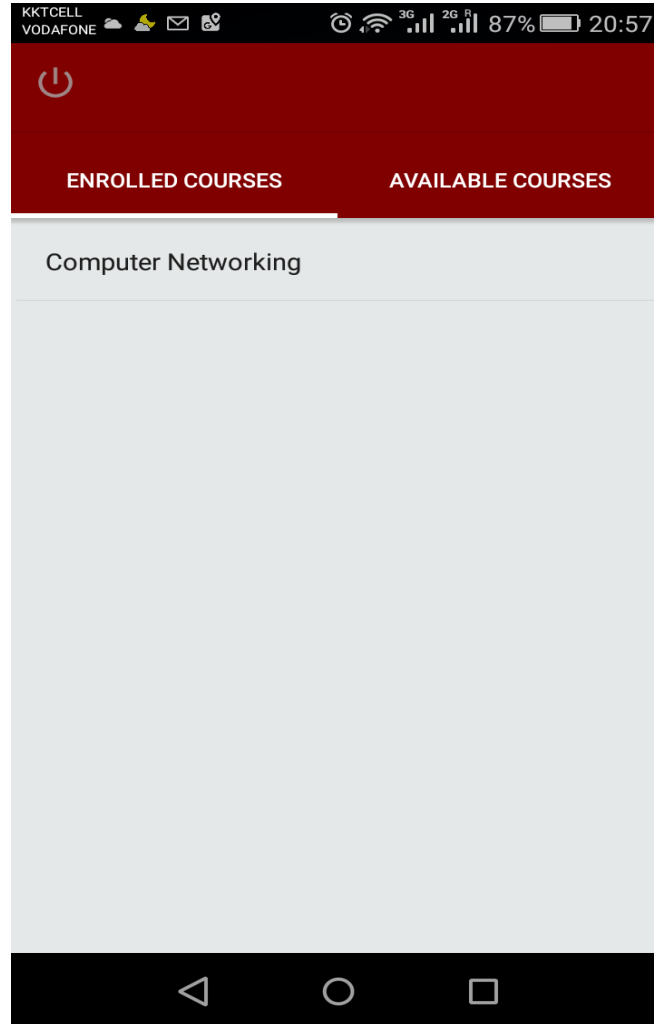 KKTCELL
VODAFONE
3G 2G R 87% 20:57
ENROLLED COURSES AVAILABLE COURSES
Computer Networking